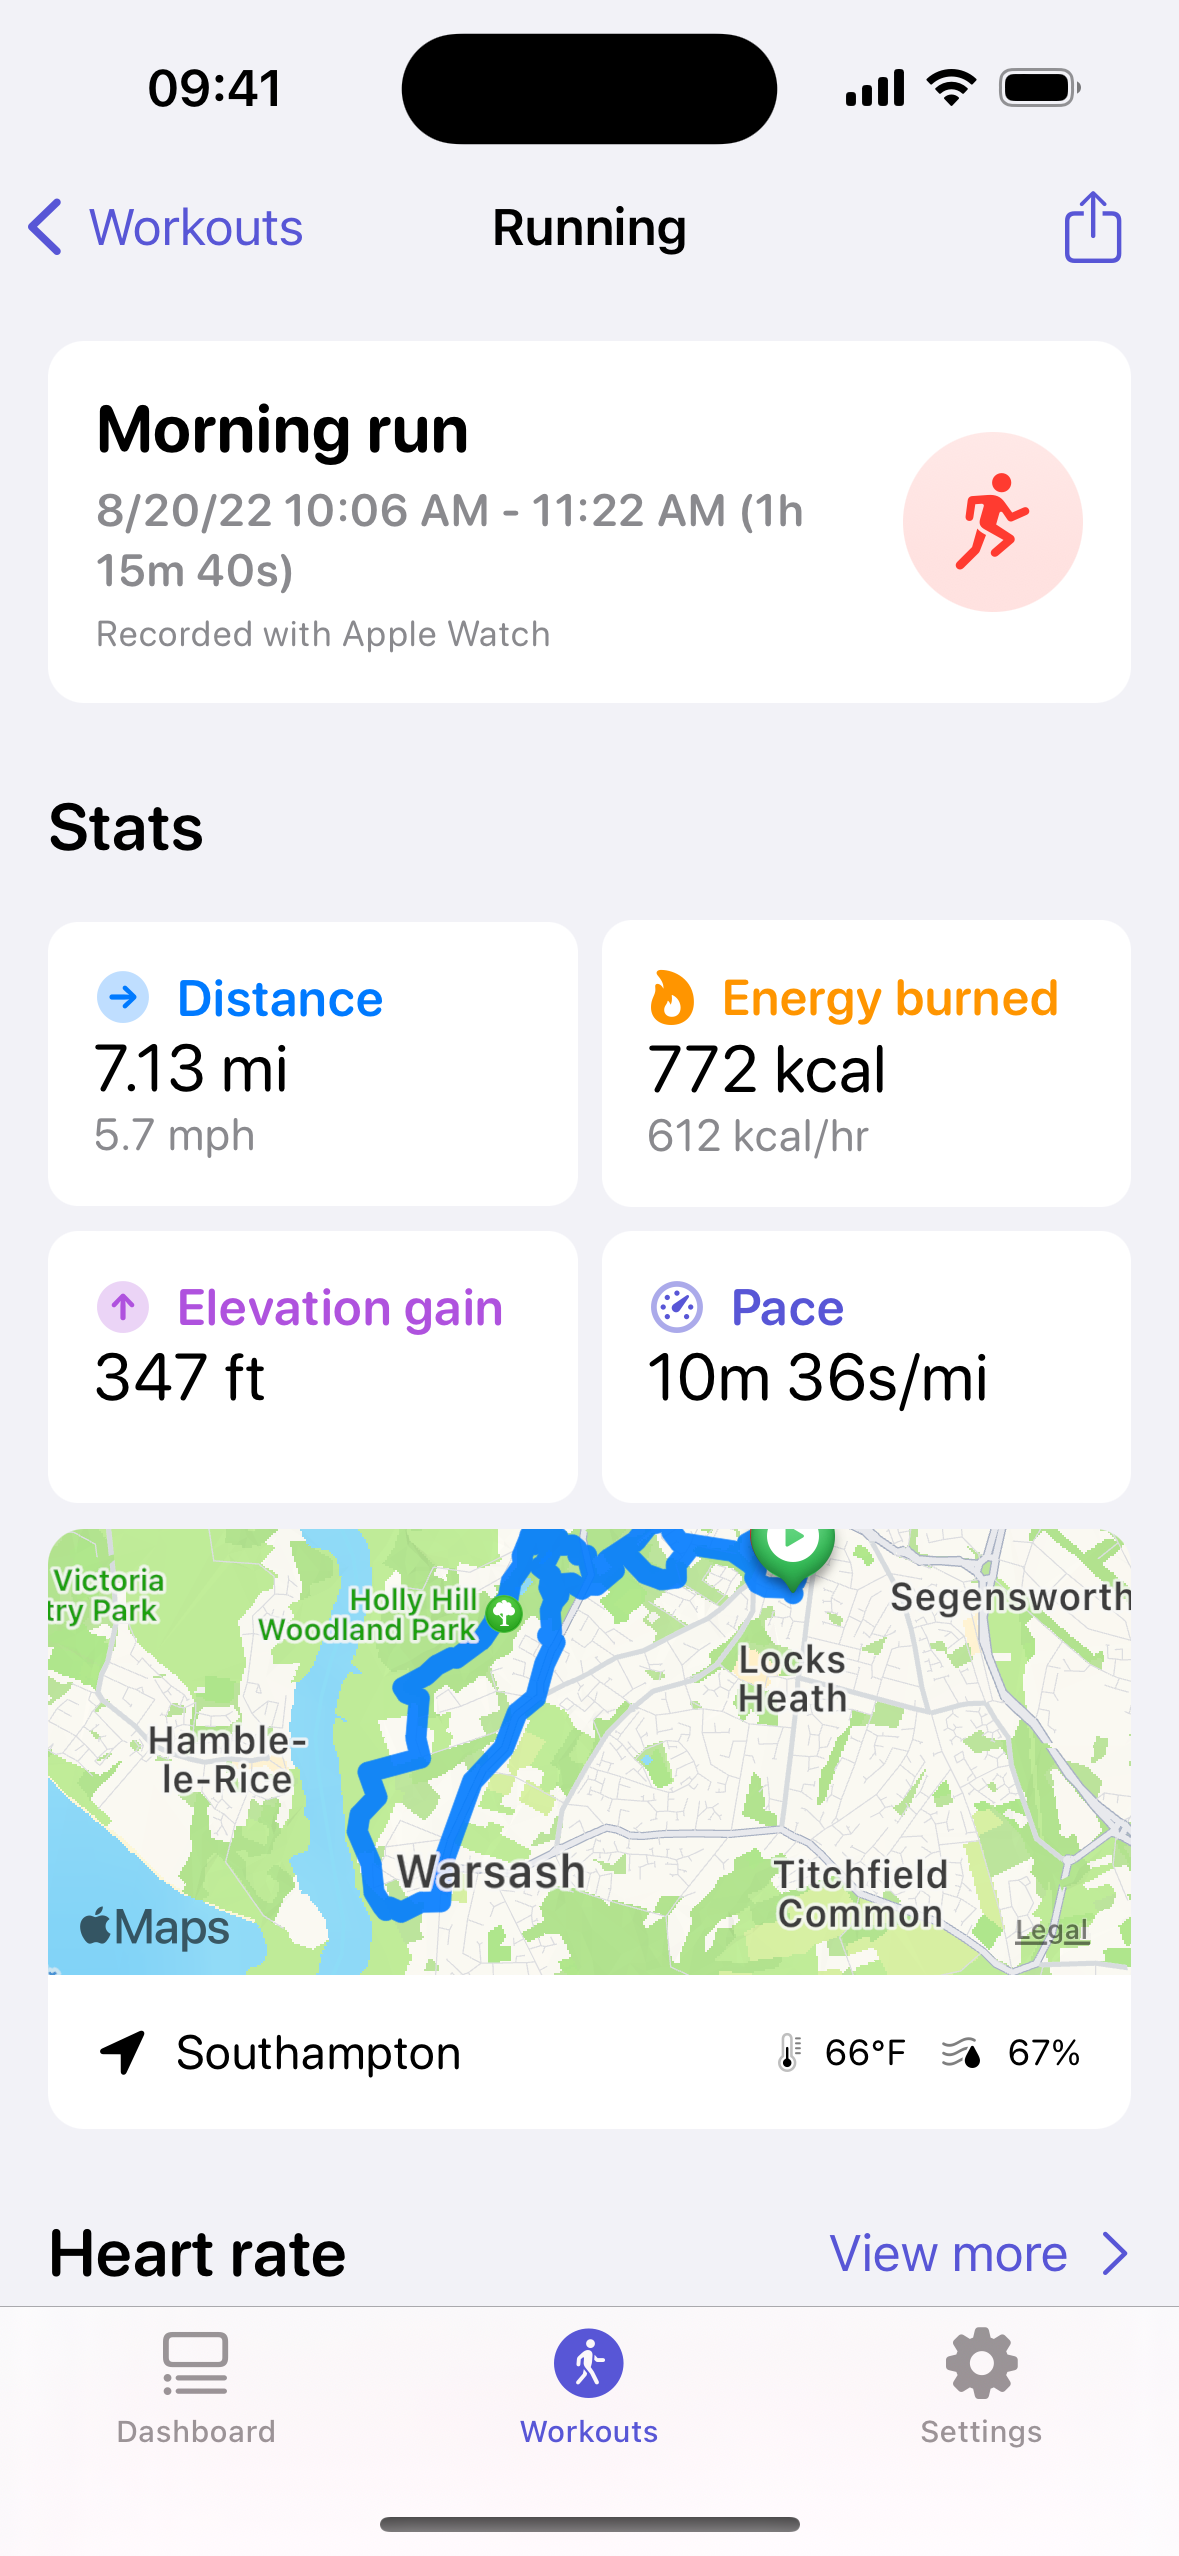 09:41
Workouts
Running
Morning run
8/20/22 10:06 AM - 11:22 AM (1h
15m 40s)
Recorded with Apple Watch
Stats
Distance
7.13 mi
5.7 mph
Energy burned
772 kcal
612 kcal/hr
Elevation gain
347 ft
Pace
10m 36s/mi
Victoria
try Park
Holly Hill
Woodland Park
Segensworth
Locks
Heath
Hamble-
le-Rice
Warsash
Titchfield
Common
Maps
Legal
Southampton
66°F
67%
Heart rate
View more
Dashboard
Workouts
Settings